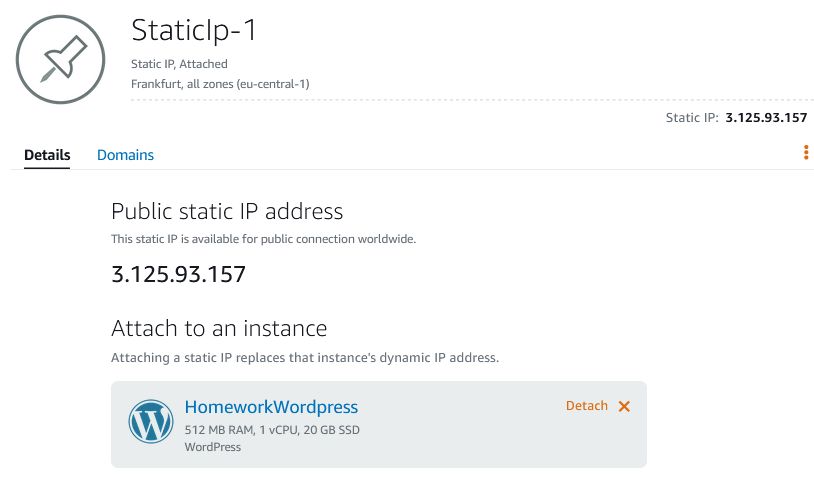 StaticIp-1
Static IP, Attached
Frankfurt, all zones (eu-central-1)
Static IP: 3.125.93.157
Details Domains
Public static IP address
This static IP is available for public connection worldwide.
3.125.93.157
Attach to an instance
Attaching a static IP replaces that instance's dynamic IP address.
HomeworkWordpress Detach
512 MB RAM, 1 vCPU, 20 GB SSD
WordPress